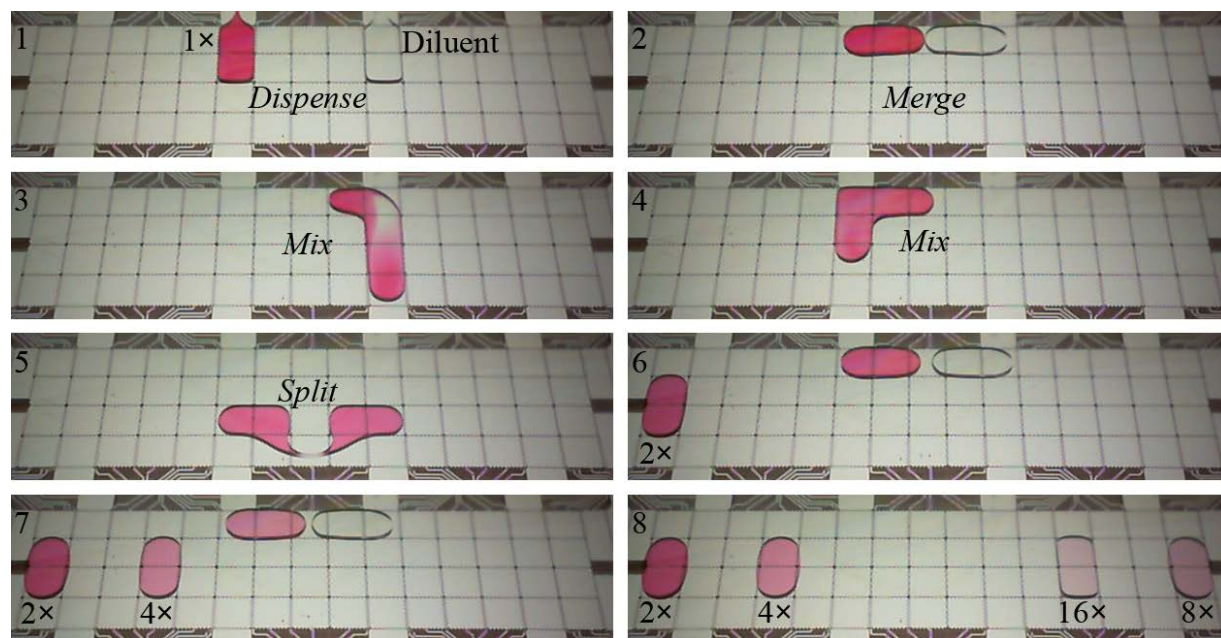 1
1×
Diluent
Dispense
2
Merge
3
Mix
4
Mix
5
Split
6
2×
7
2×
4×
8
2×
4×
16×
8×